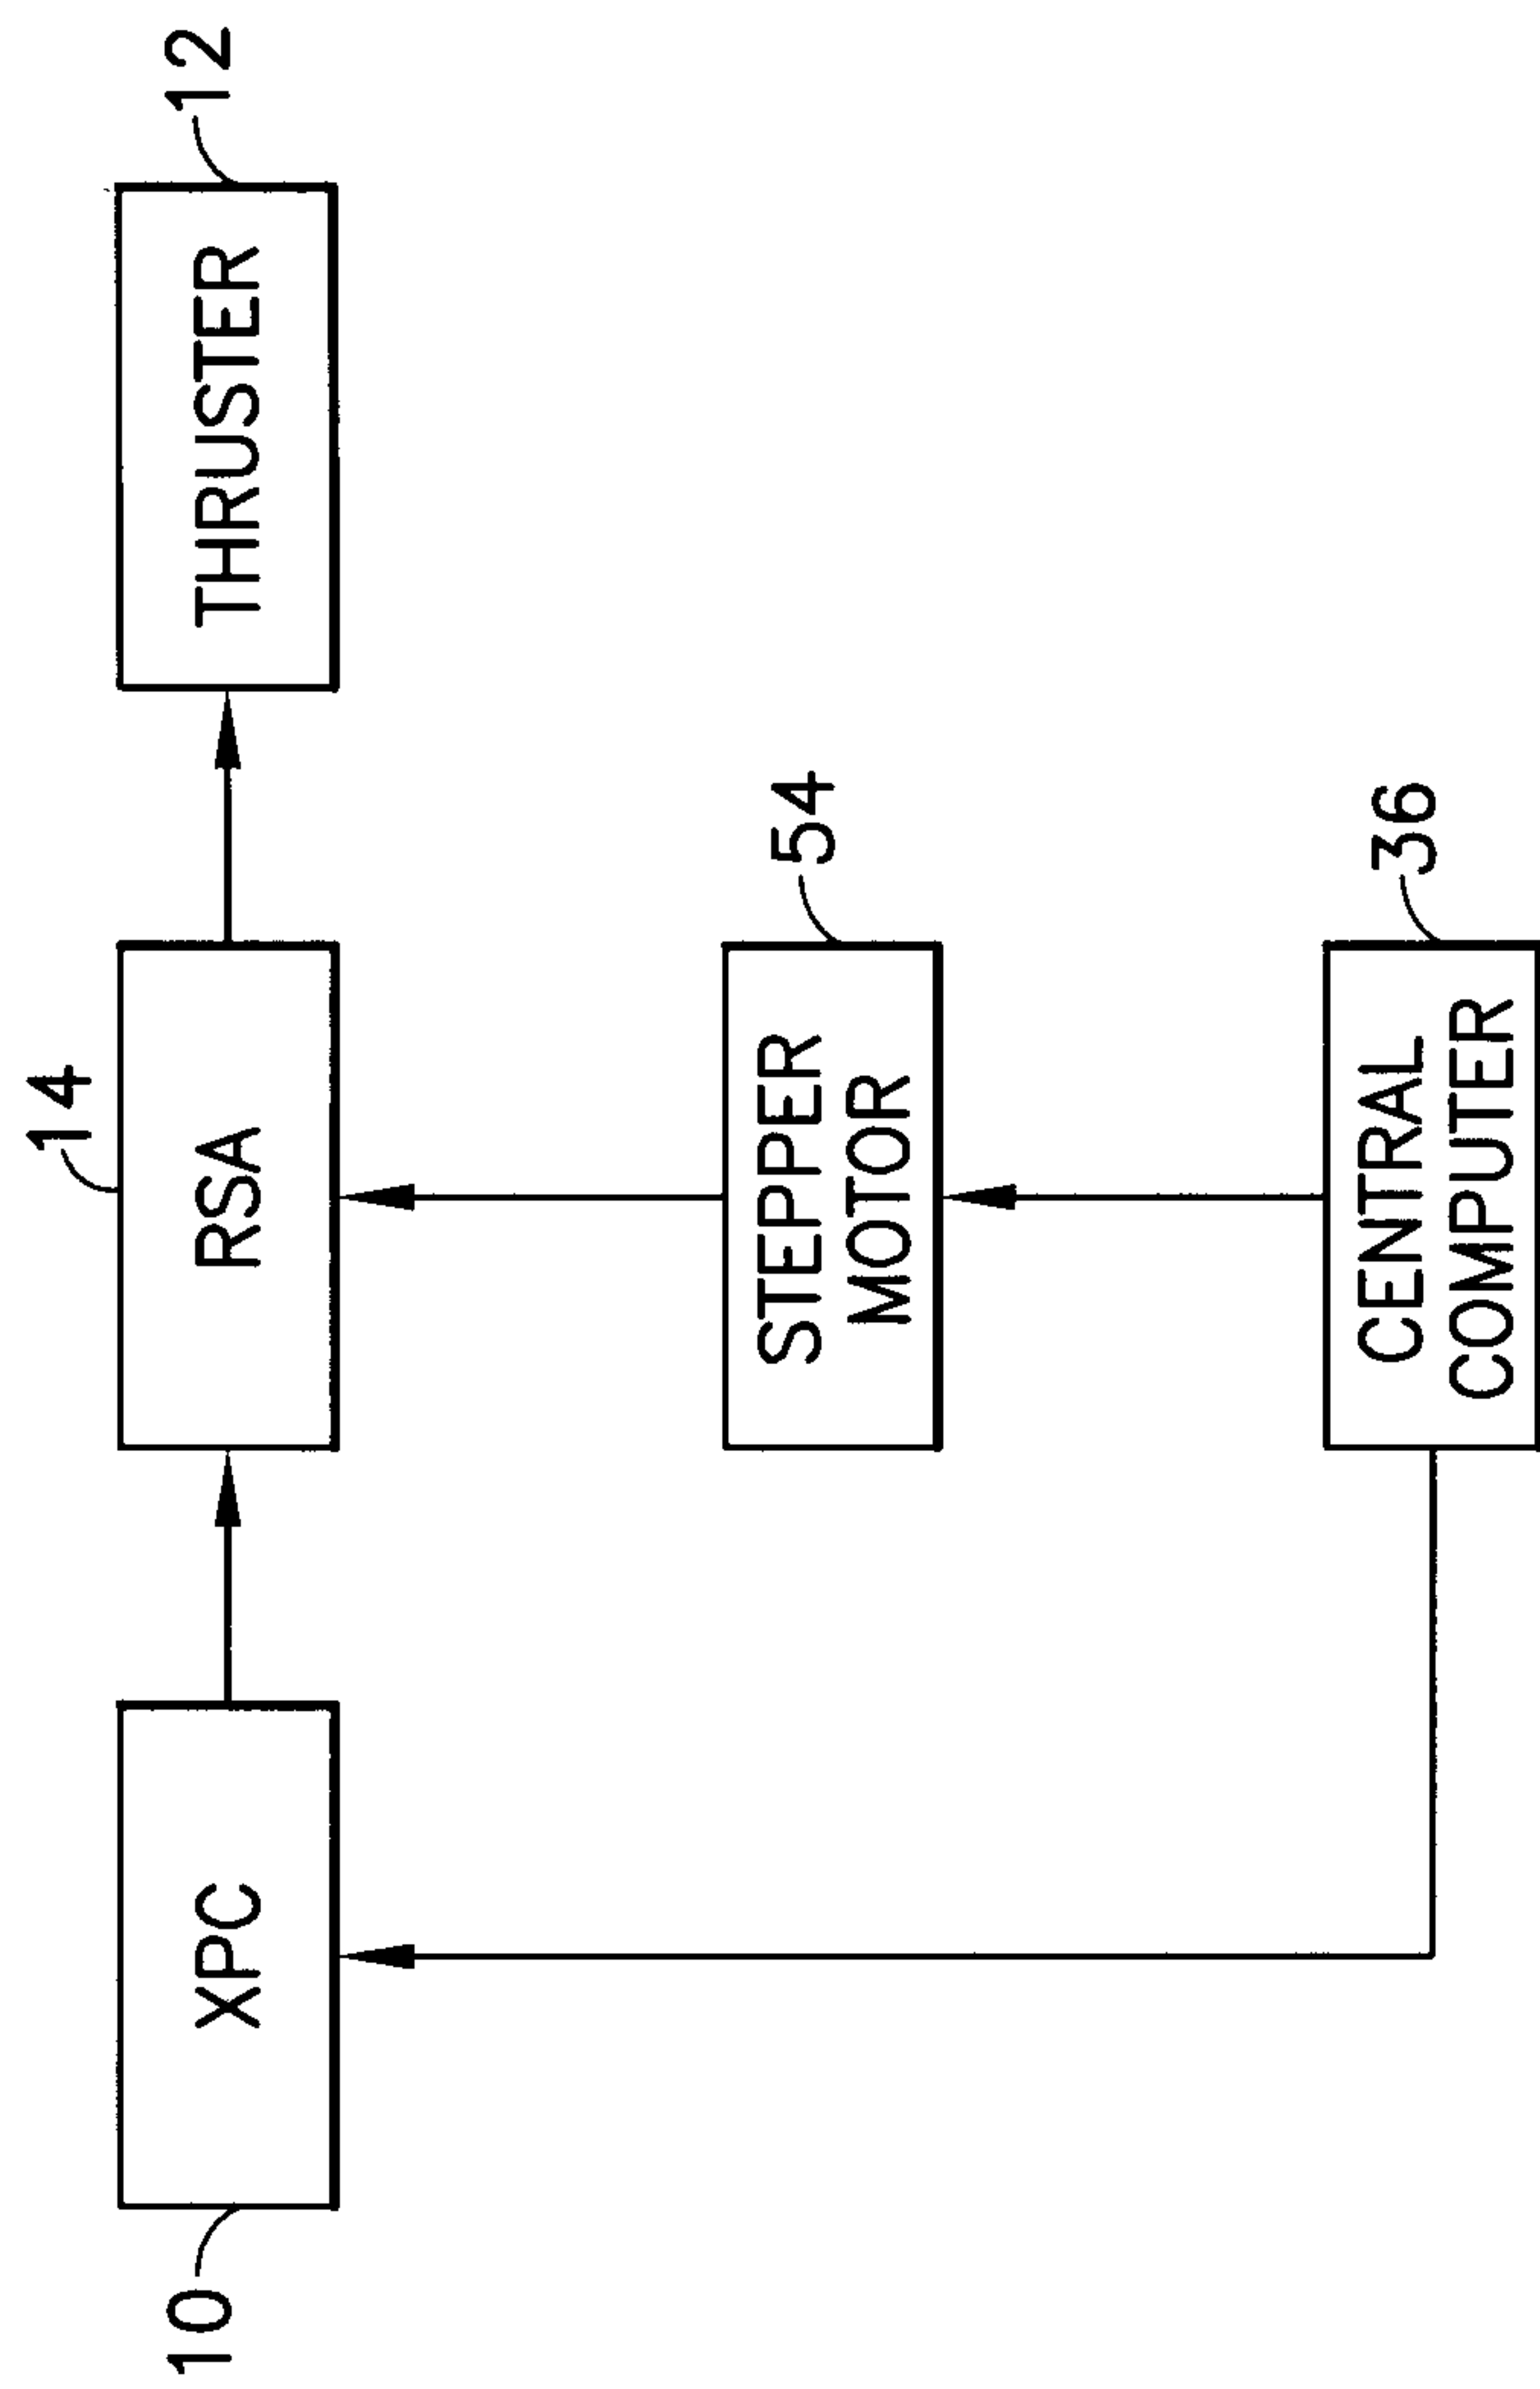 14
12
10
XPC
RSA
THRUSTER
54
STEPPER
MOTOR
36
CENTRAL
COMPUTER